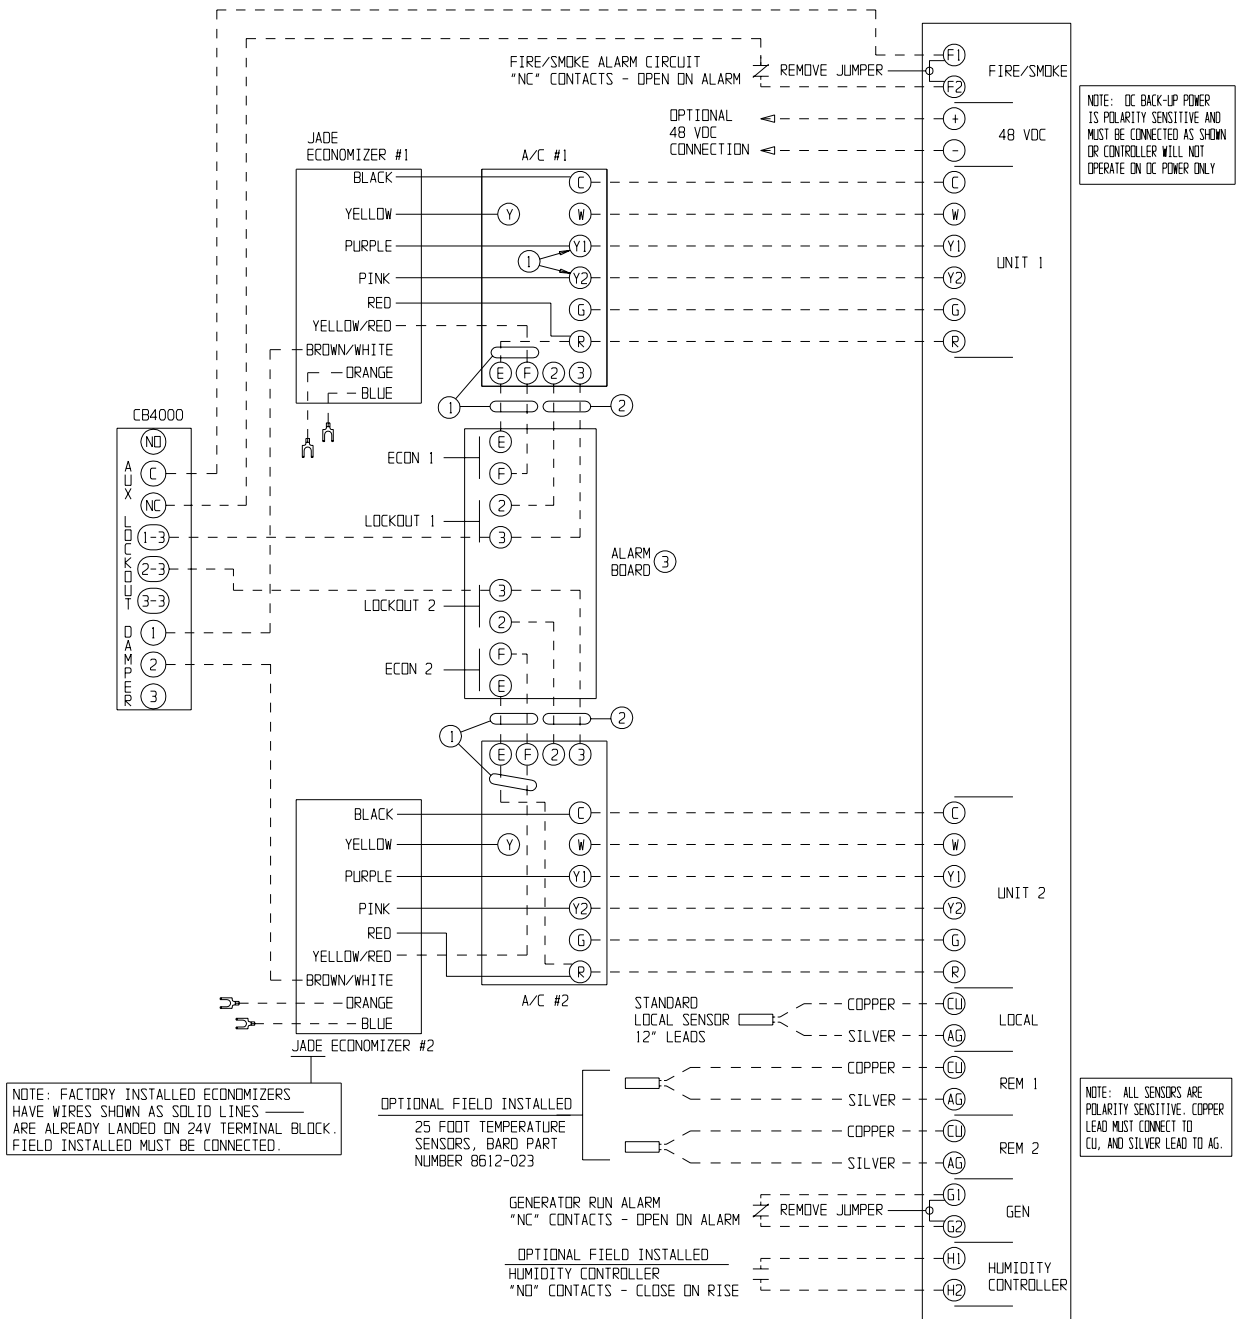 FIRE/SMOKE ALARM CIRCUIT
"NC" CONTACTS - OPEN ON ALARM
REMOVE JUMPER
F1
F2
FIRE/SMOKE
OPTIONAL
48 VDC
CONNECTION
+
-
48 VDC
NOTE: DC BACK-UP POWER
IS POLARITY SENSITIVE AND
MUST BE CONNECTED AS SHOWN
OR CONTROLLER WILL NOT
OPERATE ON DC POWER ONLY
JADE
ECONOMIZER #1
BLACK
YELLOW
PURPLE
PINK
RED
YELLOW/RED
BROWN/WHITE
ORANGE
BLUE
A/C #1
C
Y
W
Y1
1
Y2
G
R
E
F
2
3
C
W
Y1
Y2
G
R
UNIT 1
1
2
CB4000
NO
C
NC
1-3
2-3
3-3
1
2
3
AUX
LOCKOUT
DAMPER
ECON 1
E
F
LOCKOUT 1
2
3
ALARM
BOARD
3
LOCKOUT 2
3
2
ECON 2
F
E
1
2
E
F
2
3
BLACK
YELLOW
PURPLE
PINK
RED
YELLOW/RED
BROWN/WHITE
ORANGE
BLUE
JADE ECONOMIZER #2
C
Y
W
Y1
Y2
G
R
A/C #2
C
W
Y1
Y2
G
R
UNIT 2
STANDARD
LOCAL SENSOR
12" LEADS
COPPER
SILVER
CU
AG
LOCAL
NOTE: FACTORY INSTALLED ECONOMIZERS
HAVE WIRES SHOWN AS SOLID LINES
ARE ALREADY LANDED ON 24V TERMINAL BLOCK.
FIELD INSTALLED MUST BE CONNECTED.
OPTIONAL FIELD INSTALLED
25 FOOT TEMPERATURE
SENSORS, BARD PART
NUMBER 8612-023
COPPER
SILVER
CU
AG
REM 1
COPPER
SILVER
CU
AG
REM 2
NOTE: ALL SENSORS ARE
POLARITY SENSITIVE. COPPER
LEAD MUST CONNECT TO
CU, AND SILVER LEAD TO AG.
GENERATOR RUN ALARM
"NC" CONTACTS - OPEN ON ALARM
REMOVE JUMPER
G1
G2
GEN
OPTIONAL FIELD INSTALLED
HUMIDITY CONTROLLER
"NO" CONTACTS - CLOSE ON RISE
H1
H2
HUMIDITY
CONTROLLER